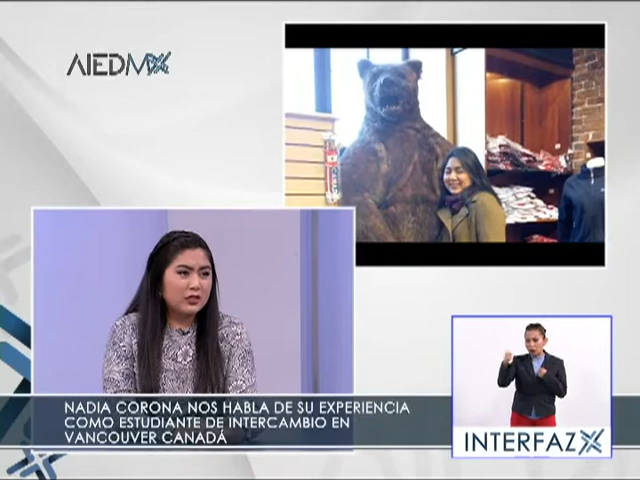 AIEDMX
NADIA CORONA NOS HABLA DE SU EXPERIENCIA
COMO ESTUDIANTE DE INTERCAMBIO EN
VANCOUVER CANADÁ
INTERFAZ